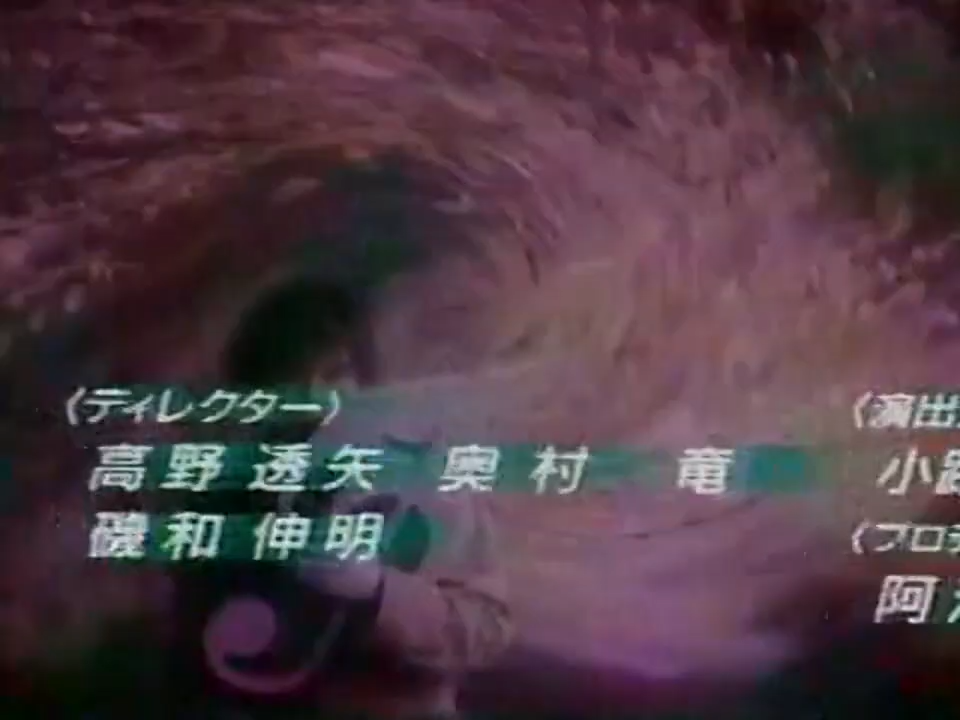 〈ディレクター〉
高野 透矢 奥村 竜
磯和 伸明
〈演出
小
〈プロ
阿